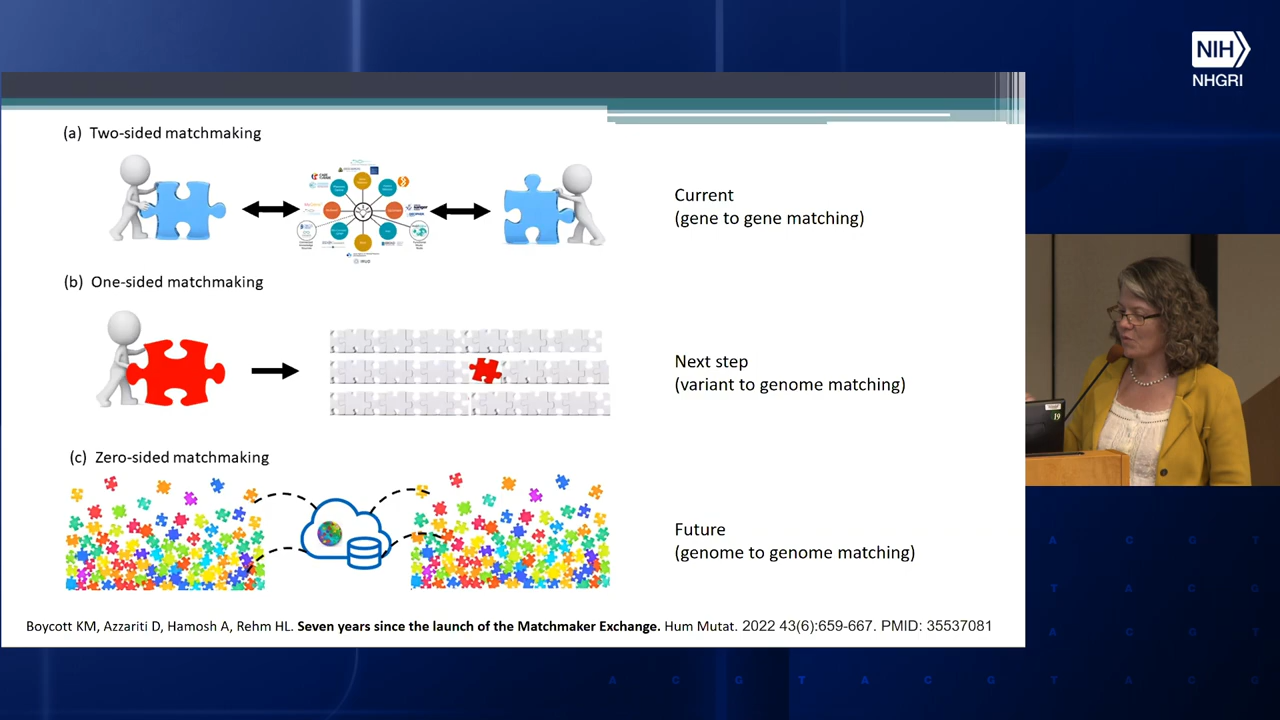 NIH
NHGRI
(a) Two-sided matchmaking
Current
(gene to gene matching)
(b) One-sided matchmaking
Next step
(variant to genome matching)
(c) Zero-sided matchmaking
Future
(genome to genome matching)
Boycott KM, Azzariti D, Hamosh A, Rehm HL. Seven years since the launch of the Matchmaker Exchange. Hum Mutat. 2022 43(6):659-667. PMID: 35537081
19
A C G T
T A C G
A C G T
A C G T A C G T A C G